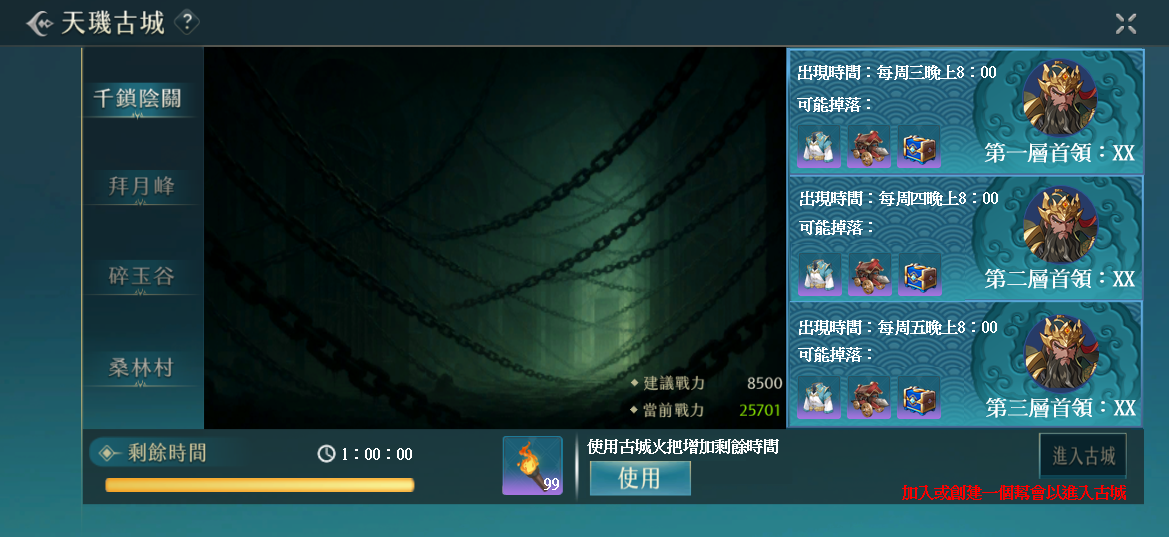 天璣古城 ?
千鎖陰關
拜月峰
碎玉谷
桑林村
建議戰力 8500
當前戰力 25701
出現時間：每周三晚上8：00
可能掉落：
第一層首領：XX
出現時間：每周四晚上8：00
可能掉落：
第二層首領：XX
出現時間：每周五晚上8：00
可能掉落：
第三層首領：XX
剩餘時間
1：00：00
99
使用古城火把增加剩餘時間
使用
進入古城
加入或創建一個幫會以進入古城